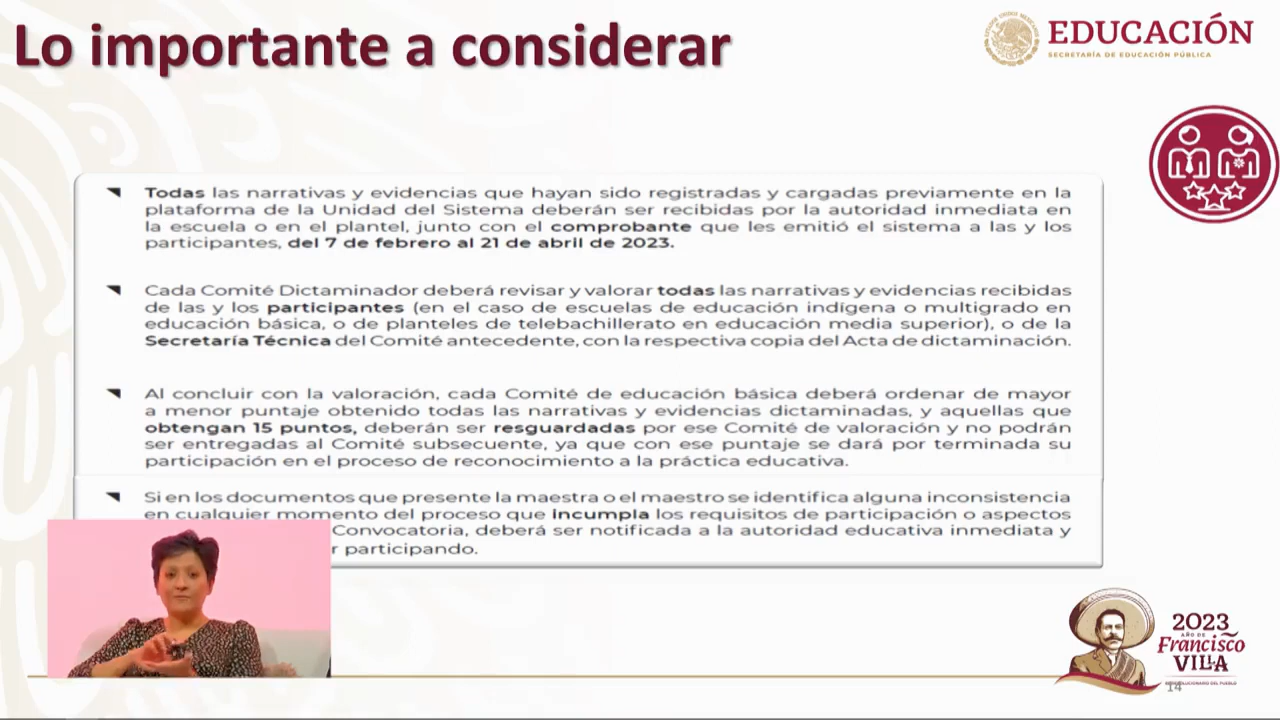 Lo importante a considerar
EDUCACIÓN
SECRETARÍA DE EDUCACIÓN PÚBLICA
Todas las narrativas y evidencias que hayan sido registradas y cargadas previamente en la
plataforma de la Unidad del Sistema deberán ser recibidas por la autoridad inmediata en
la escuela o en el plantel, junto con el comprobante que les emitió el sistema a las y los
participantes, del 7 de febrero al 21 de abril de 2023.
Cada Comité Dictaminador deberá revisar y valorar todas las narrativas y evidencias recibidas
de las y los participantes (en el caso de escuelas de educación indígena o multigrado en
educación básica, o de planteles de telebachillerato en educación media superior), o de la
Secretaría Técnica del Comité antecedente, con la respectiva copia del Acta de dictaminación.
Al concluir con la valoración, cada Comité de educación básica deberá ordenar de mayor
a menor puntaje obtenido todas las narrativas y evidencias dictaminadas, y aquellas que
obtengan 15 puntos, deberán ser resguardadas por ese Comité de valoración y no podrán
ser entregadas al Comité subsecuente, ya que con ese puntaje se dará por terminada su
participación en el proceso de reconocimiento a la práctica educativa.
Si en los documentos que presente la maestra o el maestro se identifica alguna inconsistencia
en cualquier momento del proceso que incumpla los requisitos de participación o aspectos
Convocatoria, deberá ser notificada a la autoridad educativa inmediata y
r participando.
2023
AÑO DE
Francisco
VILLA
14